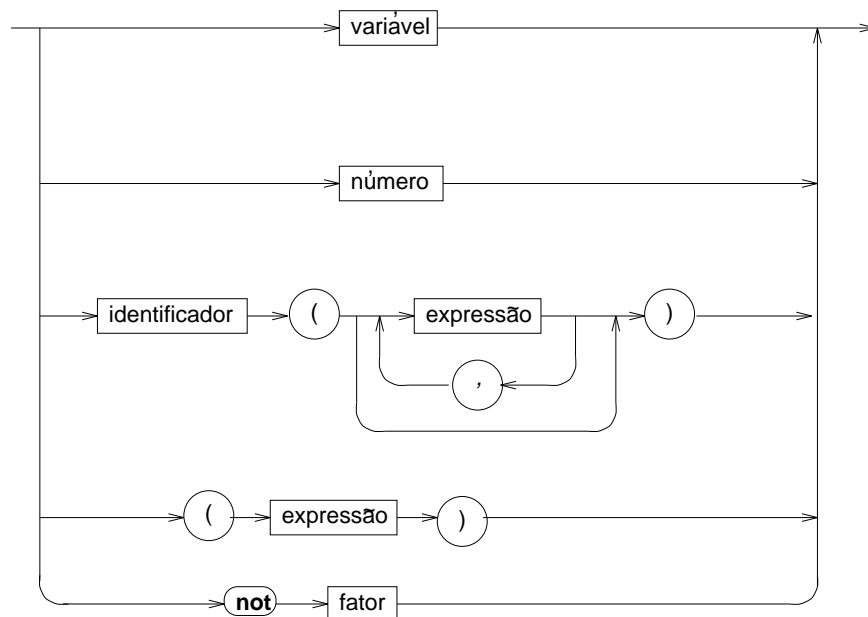 variável
número
identificador ( expressão )
,
( expressão )
not fator